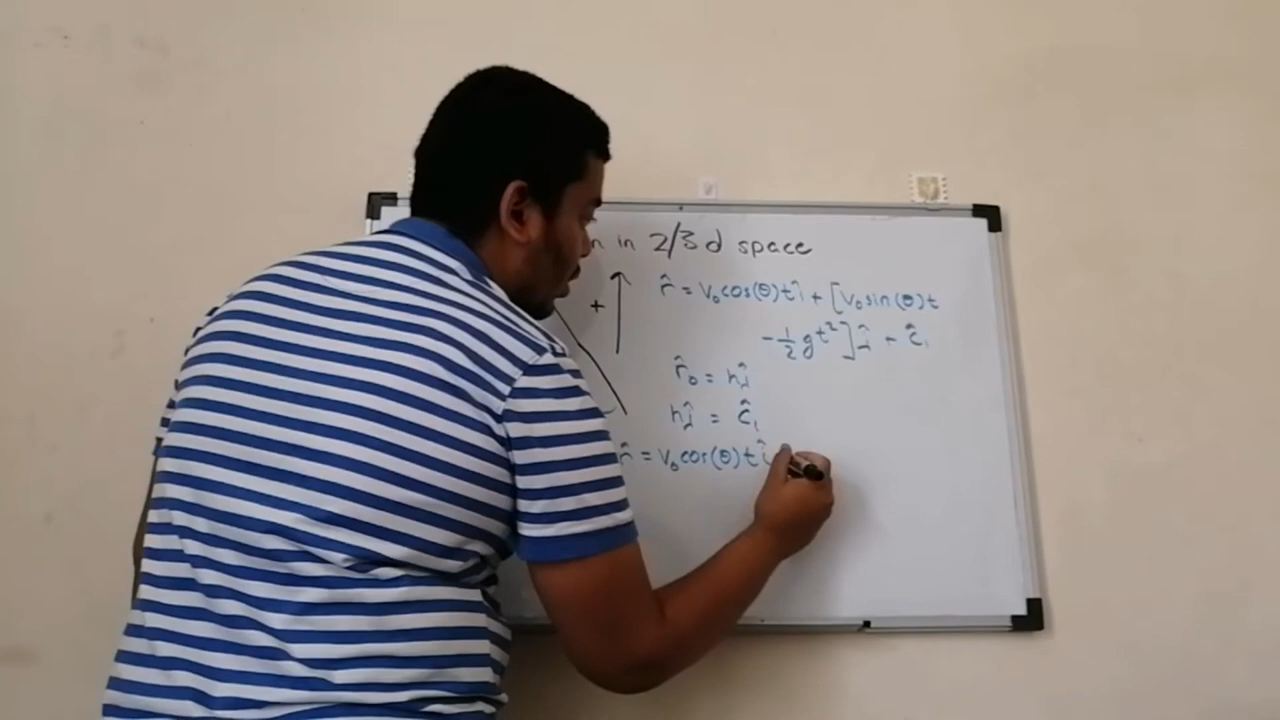 n in 2/3 d space
+
r̂ = v₀cos(θ)t î + [v₀sin(θ)t
-½gt²] ĵ + ĉ₁
r̂₀ = hĵ
hĵ = ĉ₁
r̂ = v₀cos(θ)t î